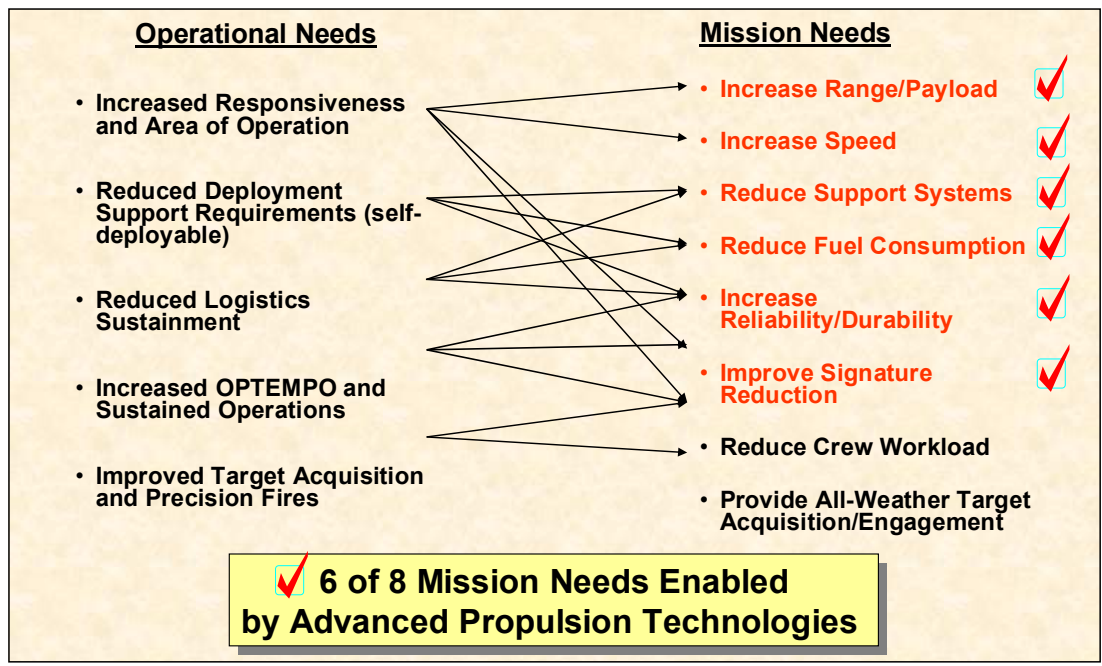 Operational Needs
• Increased Responsiveness
and Area of Operation
• Reduced Deployment
Support Requirements (self-
deployable)
• Reduced Logistics
Sustainment
• Increased OPTEMPO and
Sustained Operations
• Improved Target Acquisition
and Precision Fires
Mission Needs
• Increase Range/Payload
• Increase Speed
• Reduce Support Systems
• Reduce Fuel Consumption
• Increase
Reliability/Durability
• Improve Signature
Reduction
• Reduce Crew Workload
• Provide All-Weather Target
Acquisition/Engagement
6 of 8 Mission Needs Enabled
by Advanced Propulsion Technologies